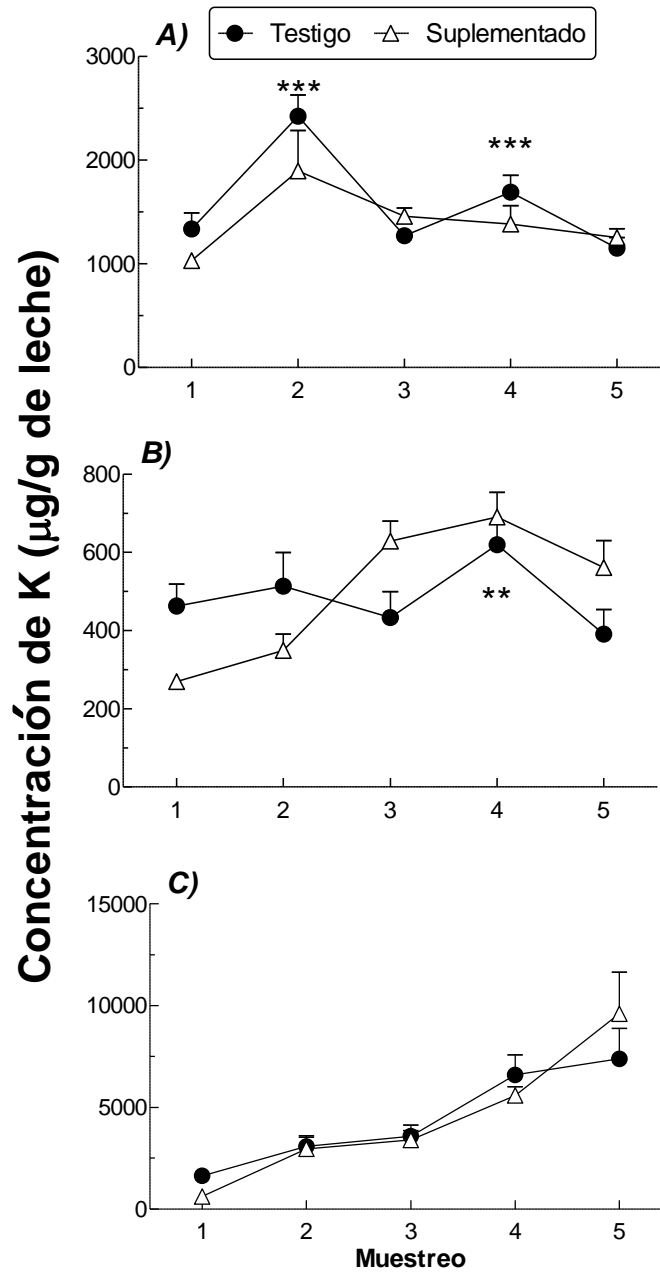 A)
Testigo Suplementado
3000
2000
1000
0
***
***
1 2 3 4 5
Concentración de K (μg/g de leche)
B)
800
600
400
200
0
**
1 2 3 4 5
C)
15000
10000
5000
0
1 2 3 4 5
Muestreo